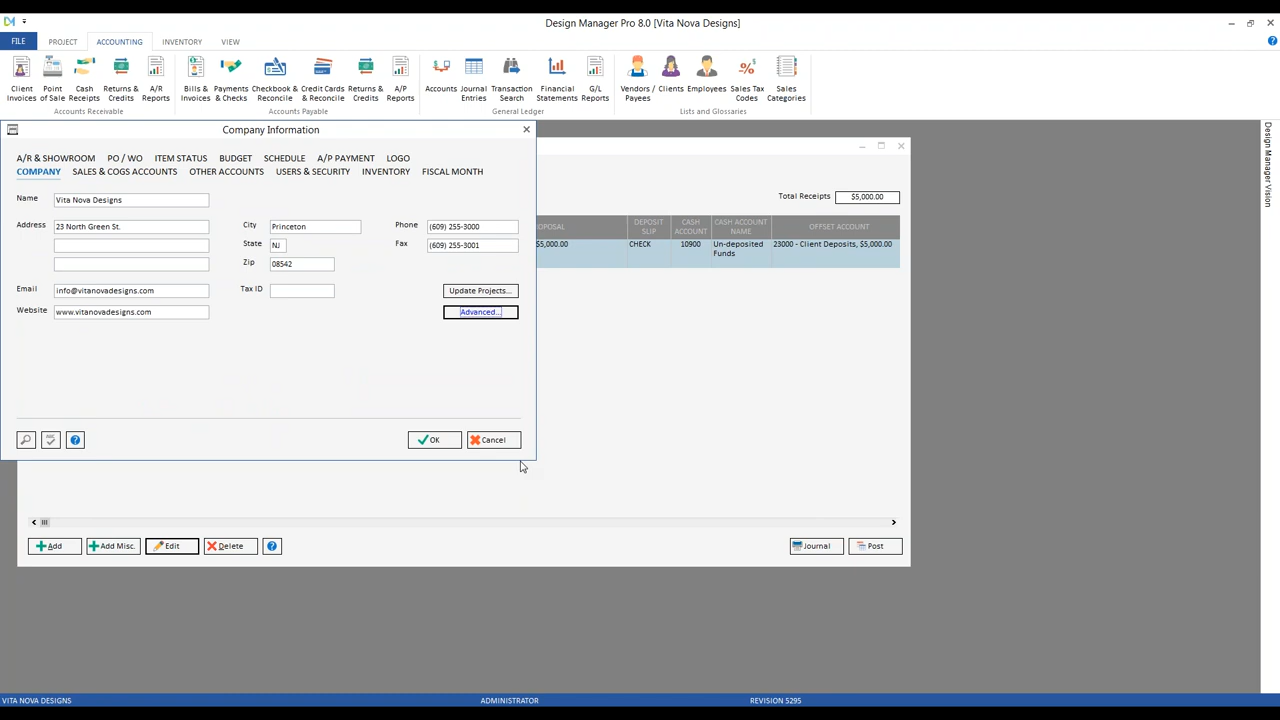 Design Manager Pro 8.0 [Vita Nova Designs]
FILE PROJECT ACCOUNTING INVENTORY VIEW
Client Invoices
Point of Sale
Cash Receipts
Returns & Credits
A/R Reports
Bills & Invoices
Payments & Checks
Checkbook & Reconcile
Credit Cards & Reconcile
Returns & Credits
A/P Reports
Accounts
Journal Entries
Transaction Search
Financial Statements
G/L Reports
Vendors / Payees
Clients
Employees
Sales Tax Codes
Sales Categories
Accounts Receivable
Accounts Payable
General Ledger
Lists and Glossaries
Design Manager Vision
Company Information
A/R & SHOWROOM PO / WO ITEM STATUS BUDGET SCHEDULE A/P PAYMENT LOGO
COMPANY SALES & COGS ACCOUNTS OTHER ACCOUNTS USERS & SECURITY INVENTORY FISCAL MONTH
Name Vita Nova Designs
Address 23 North Green St.
City Princeton
State NJ
Zip 08542
Phone (609) 255-3000
Fax (609) 255-3001
Email info@vitanovadesigns.com
Tax ID
Update Projects...
Website www.vitanovadesigns.com
Advanced...
ABC
OK Cancel
Total Receipts $5,000.00
OPOSAL
DEPOSIT SLIP
CASH ACCOUNT
CASH ACCOUNT NAME
OFFSET ACCOUNT
$5,000.00 CHECK 10900 Un-deposited Funds 23000 - Client Deposits, $5,000.00
Add Add Misc. Edit Delete Journal Post
VITA NOVA DESIGNS ADMINISTRATOR REVISION 5295